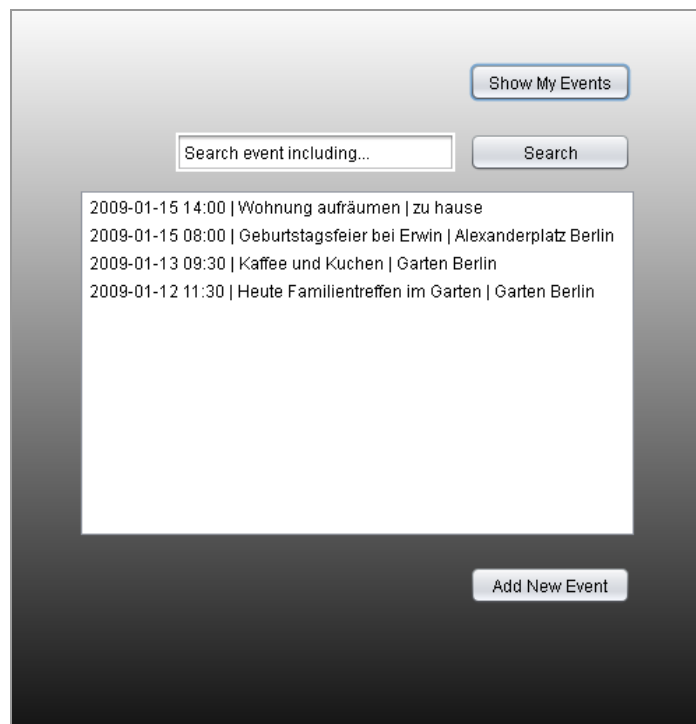 Show My Events
Search event including...
Search
2009-01-15 14:00 | Wohnung aufräumen | zu hause
2009-01-15 08:00 | Geburtstagsfeier bei Erwin | Alexanderplatz Berlin
2009-01-13 09:30 | Kaffee und Kuchen | Garten Berlin
2009-01-12 11:30 | Heute Familientreffen im Garten | Garten Berlin
Add New Event